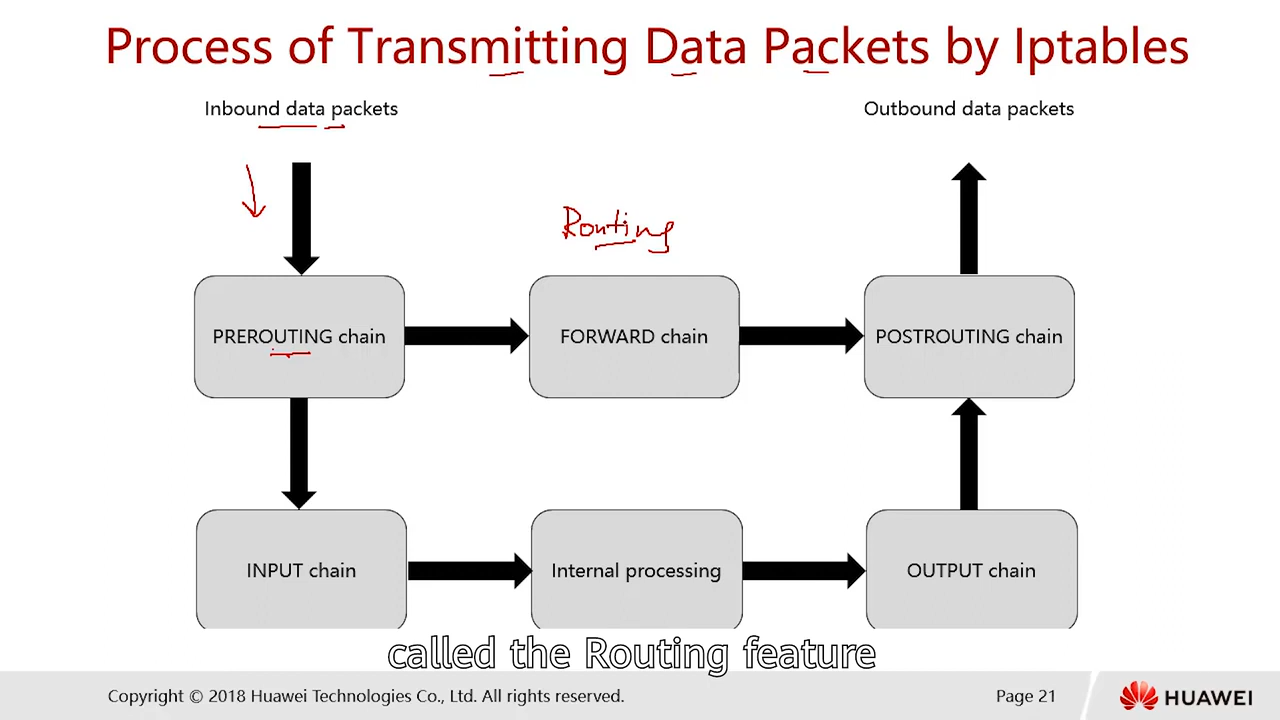 Process of Transmitting Data Packets by Iptables
Inbound data packets
Outbound data packets
Routing
PREROUTING chain
FORWARD chain
POSTROUTING chain
INPUT chain
Internal processing
OUTPUT chain
called the Routing feature
Copyright © 2018 Huawei Technologies Co., Ltd. All rights reserved.
Page 21
HUAWEI